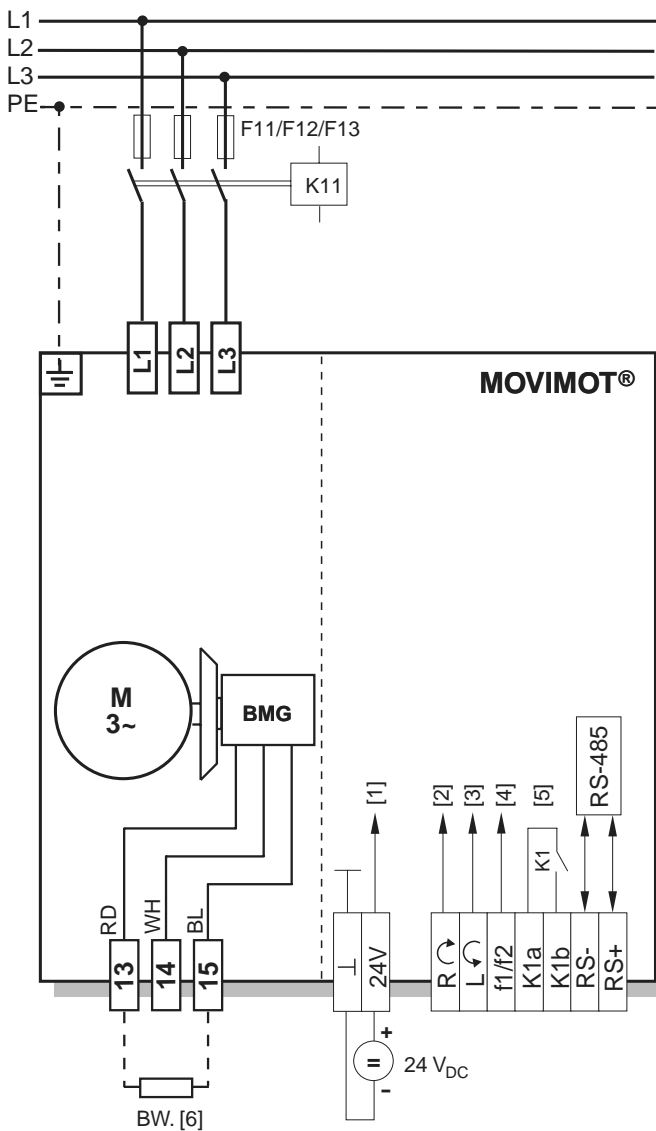 L1
L2
L3
PE
F11/F12/F13
K11
L1
L2
L3
MOVIMOT®
M
3~
BMG
[1]
[2]
[3]
[4]
[5]
RS-485
K1
RD
WH
BL
13
14
15
24V
R
L
f1/f2
K1a
K1b
RS-
RS+
+
=
24 VDC
-
BW. [6]